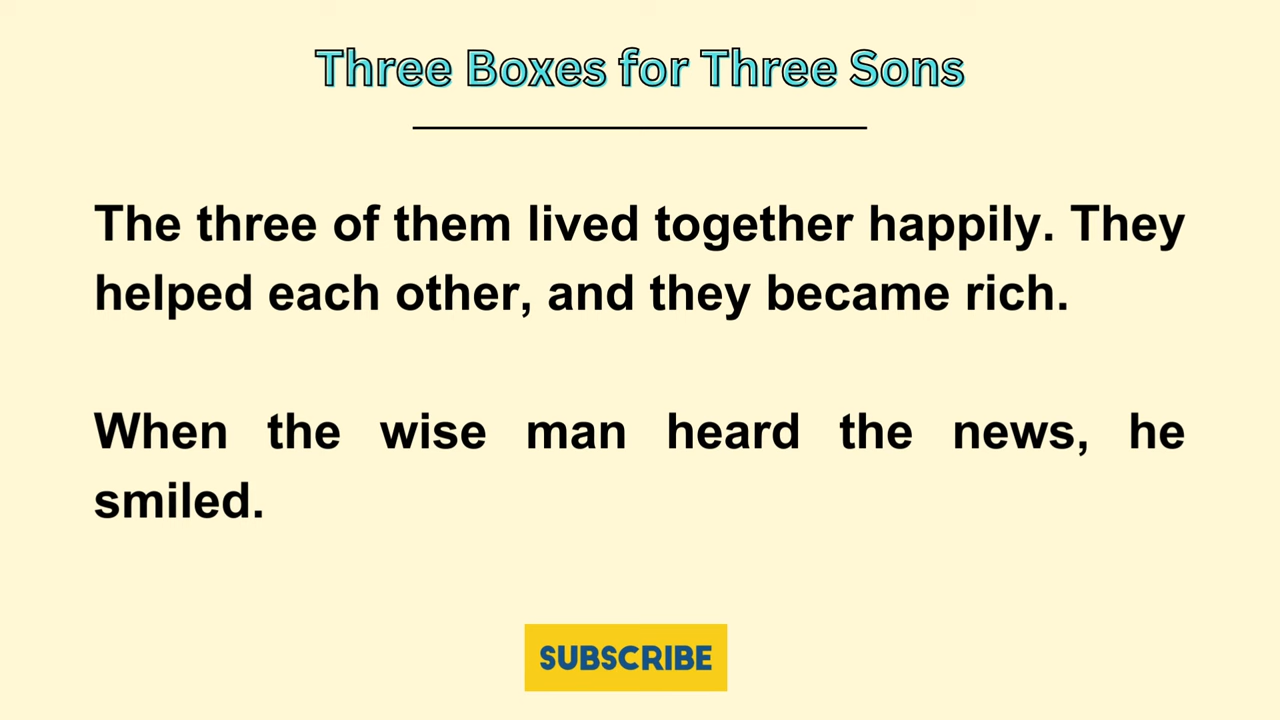 Three Boxes for Three Sons
The three of them lived together happily. They
helped each other, and they became rich.
When the wise man heard the news, he
smiled.
SUBSCRIBE